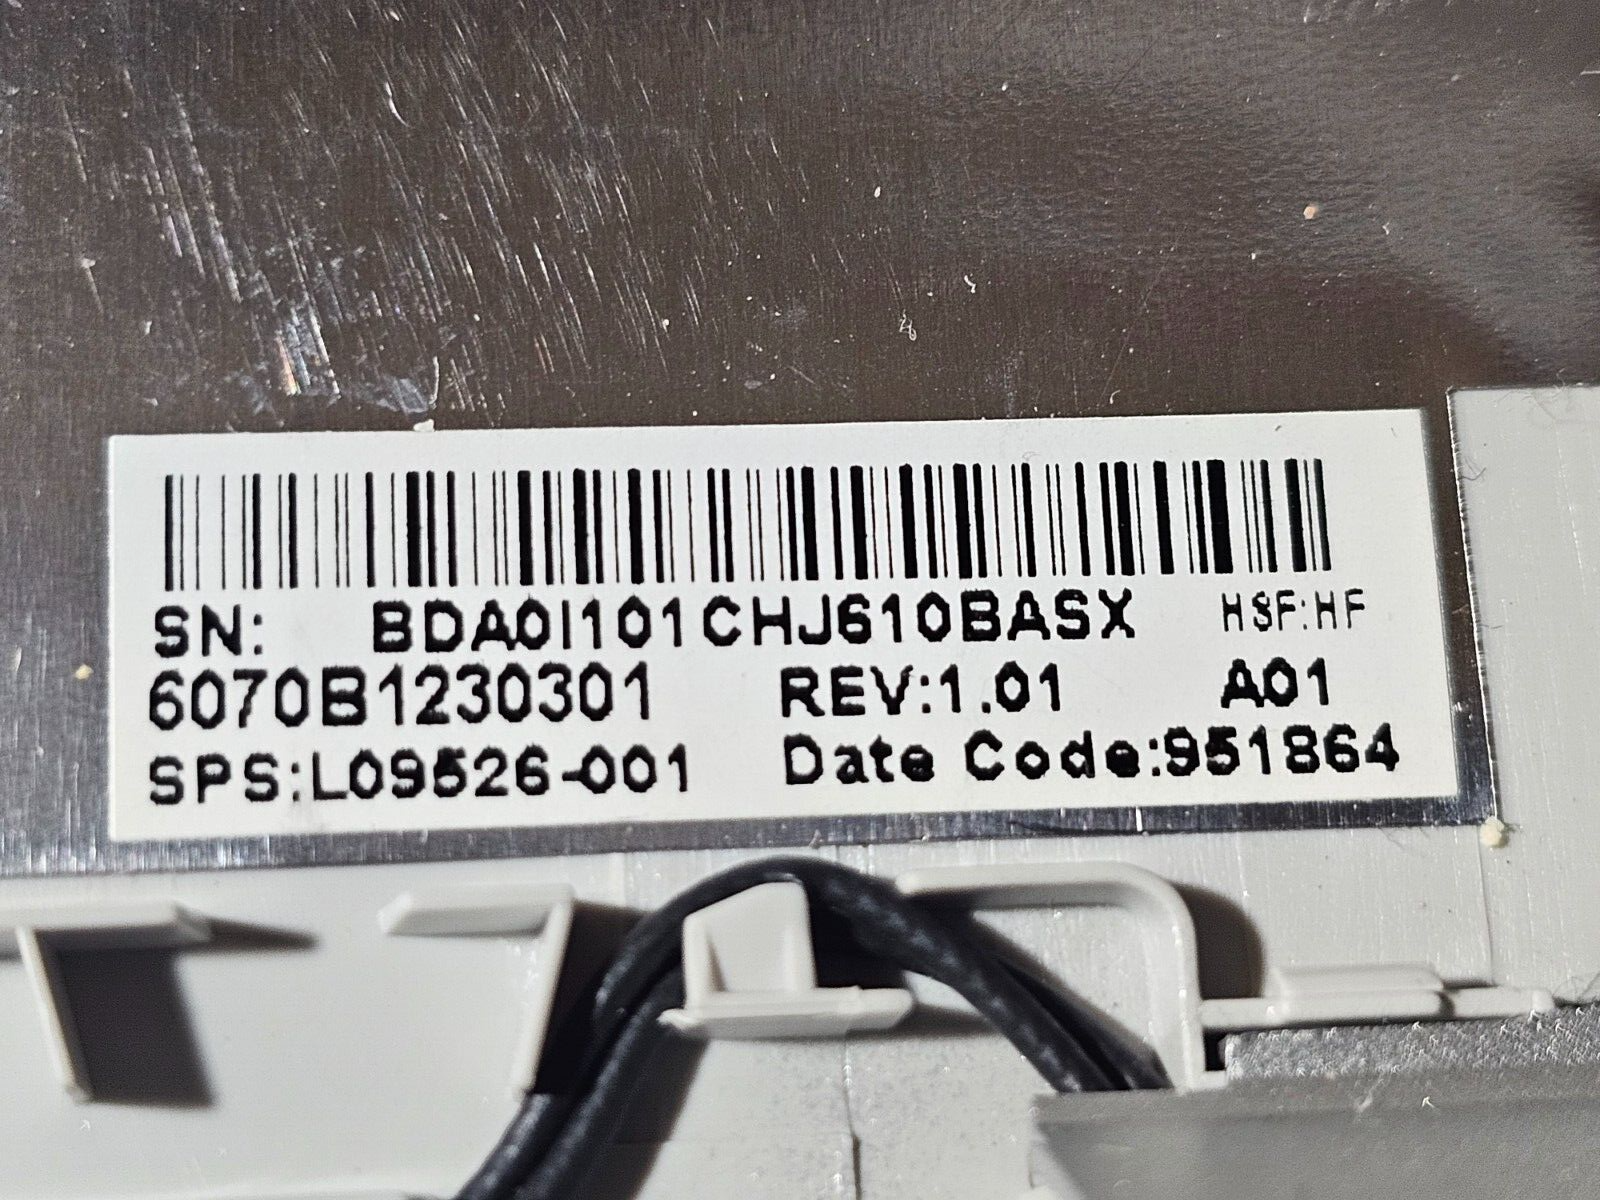 SN: BDA0I101CHJ610BASX HSF:HF
6070B1230301 REV:1.01 A01
SPS:L09526-001 Date Code:951864